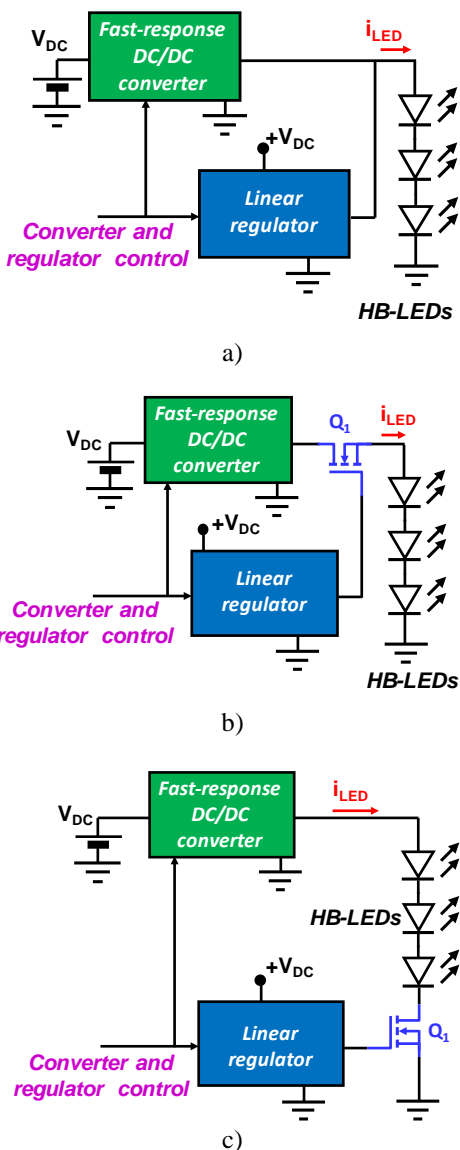 Fast-response
DC/DC
converter
V_DC
i_LED
+V_DC
Linear
regulator
Converter and
regulator control
HB-LEDs
a)
Fast-response
DC/DC
converter
Q_1
i_LED
V_DC
+V_DC
Linear
regulator
Converter and
regulator control
HB-LEDs
b)
Fast-response
DC/DC
converter
i_LED
V_DC
HB-LEDs
+V_DC
Linear
regulator
Q_1
Converter and
regulator control
c)